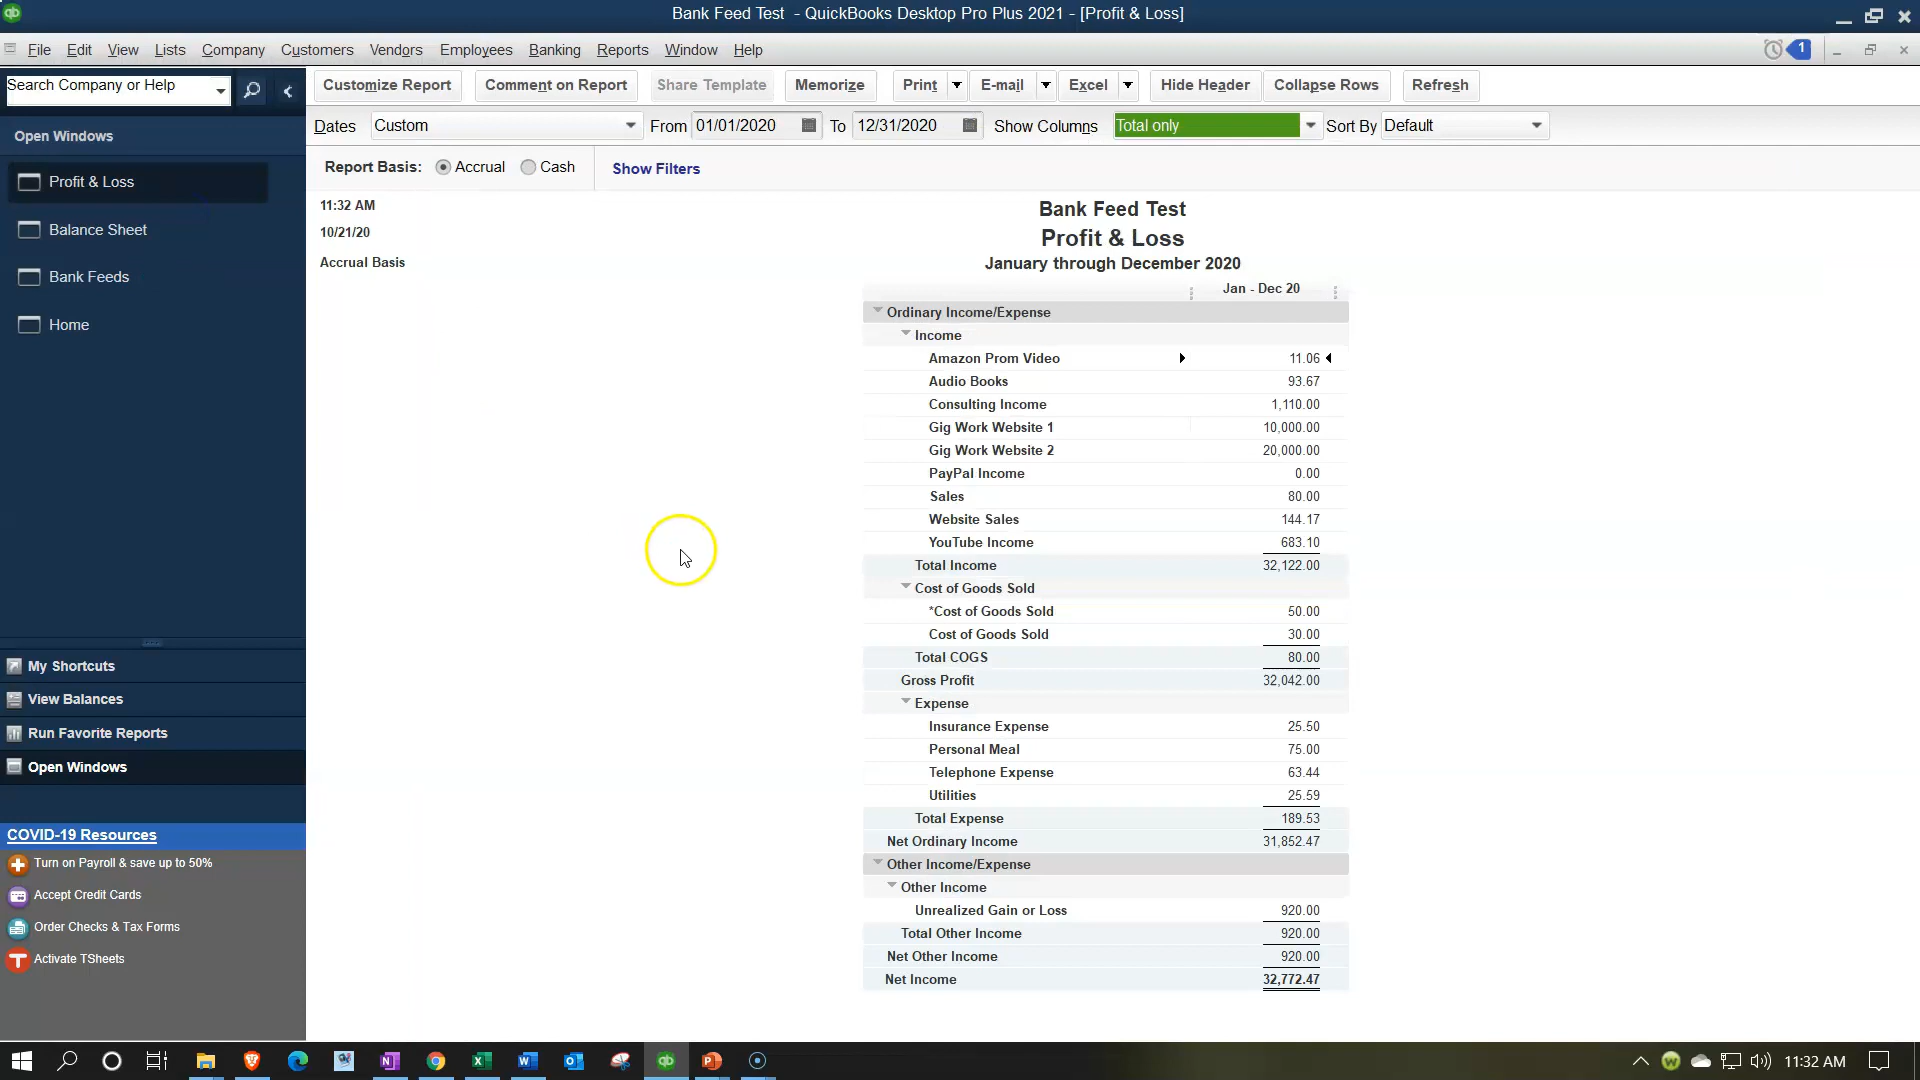 Bank Feed Test - QuickBooks Desktop Pro Plus 2021 - [Profit & Loss]
File Edit View Lists Company Customers Vendors Employees Banking Reports Window Help
1
Search Company or Help
Customize Report Comment on Report Share Template Memorize Print E-mail Excel Hide Header Collapse Rows Refresh
Dates Custom From 01/01/2020 To 12/31/2020 Show Columns Total only Sort By Default
Report Basis: Accrual Cash Show Filters
Open Windows
Profit & Loss
Balance Sheet
Bank Feeds
Home
My Shortcuts
View Balances
Run Favorite Reports
Open Windows
COVID-19 Resources
Turn on Payroll & save up to 50%
Accept Credit Cards
Order Checks & Tax Forms
Activate TSheets
11:32 AM
10/21/20
Accrual Basis
Bank Feed Test
Profit & Loss
January through December 2020
Jan - Dec 20
Ordinary Income/Expense
Income
Amazon Prom Video 11.06
Audio Books 93.67
Consulting Income 1,110.00
Gig Work Website 1 10,000.00
Gig Work Website 2 20,000.00
PayPal Income 0.00
Sales 80.00
Website Sales 144.17
YouTube Income 683.10
Total Income 32,122.00
Cost of Goods Sold
*Cost of Goods Sold 50.00
Cost of Goods Sold 30.00
Total COGS 80.00
Gross Profit 32,042.00
Expense
Insurance Expense 25.50
Personal Meal 75.00
Telephone Expense 63.44
Utilities 25.59
Total Expense 189.53
Net Ordinary Income 31,852.47
Other Income/Expense
Other Income
Unrealized Gain or Loss 920.00
Total Other Income 920.00
Net Other Income 920.00
Net Income 32,772.47
11:32 AM